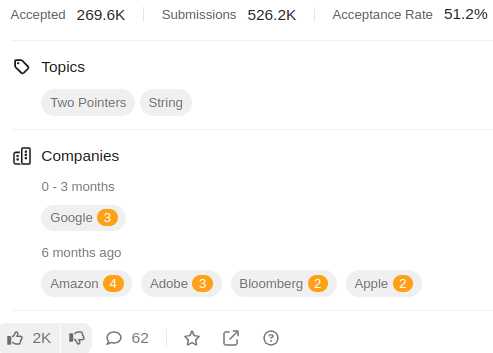 Accepted 269.6K Submissions 526.2K Acceptance Rate 51.2%
Topics
Two Pointers String
Companies
0 - 3 months
Google 3
6 months ago
Amazon 4 Adobe 3 Bloomberg 2 Apple 2
2K 62